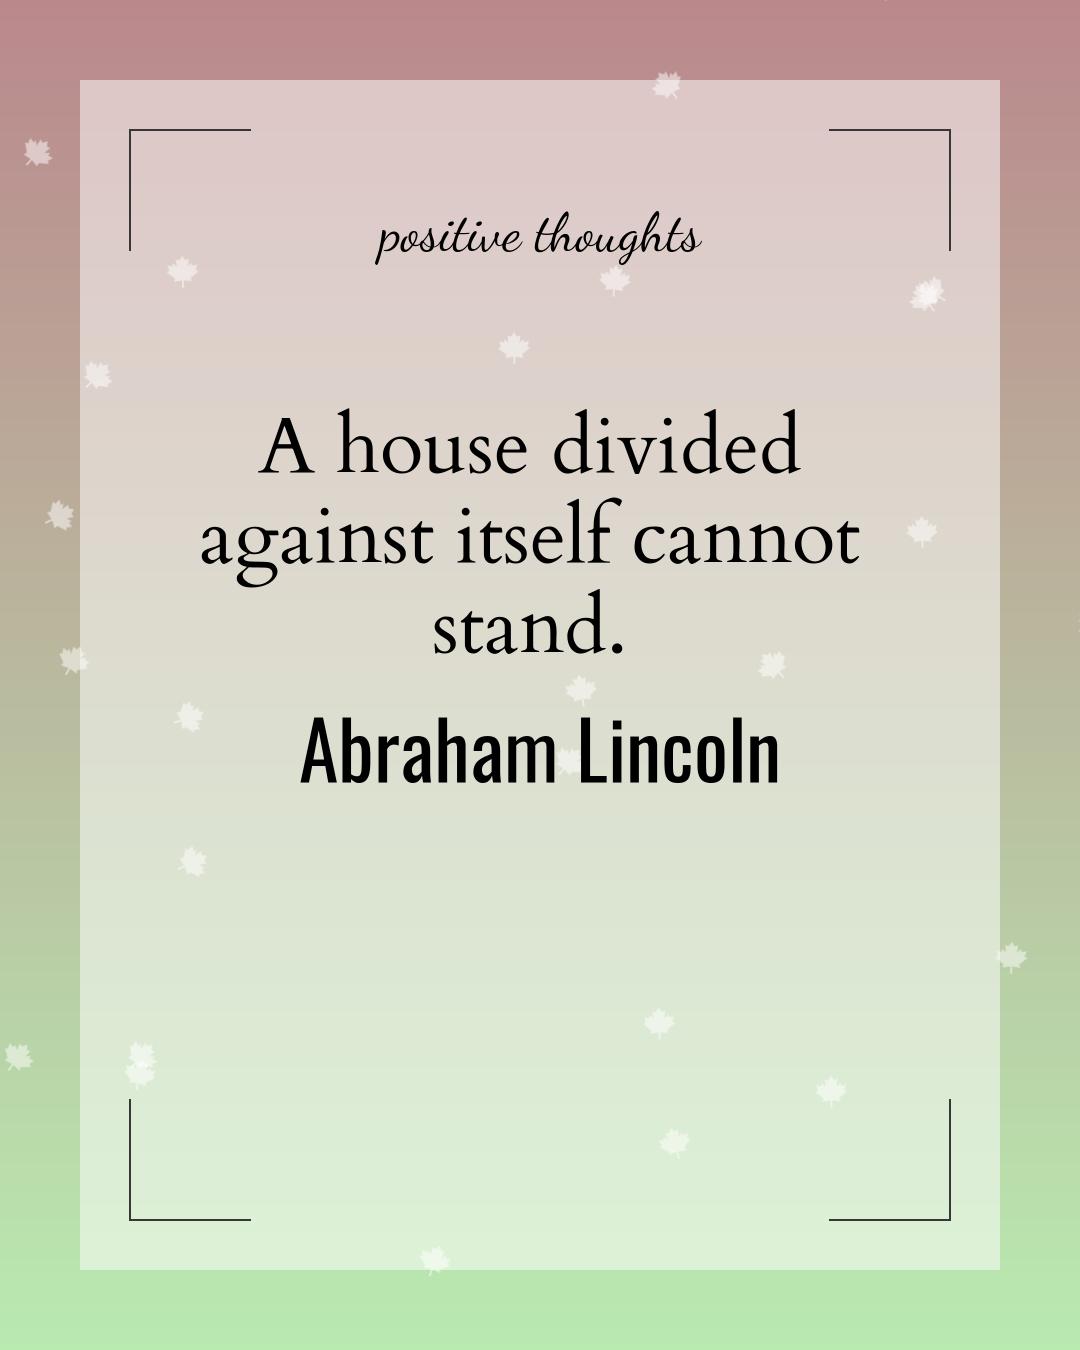 positive thoughts
A house divided
against itself cannot
stand.
Abraham Lincoln